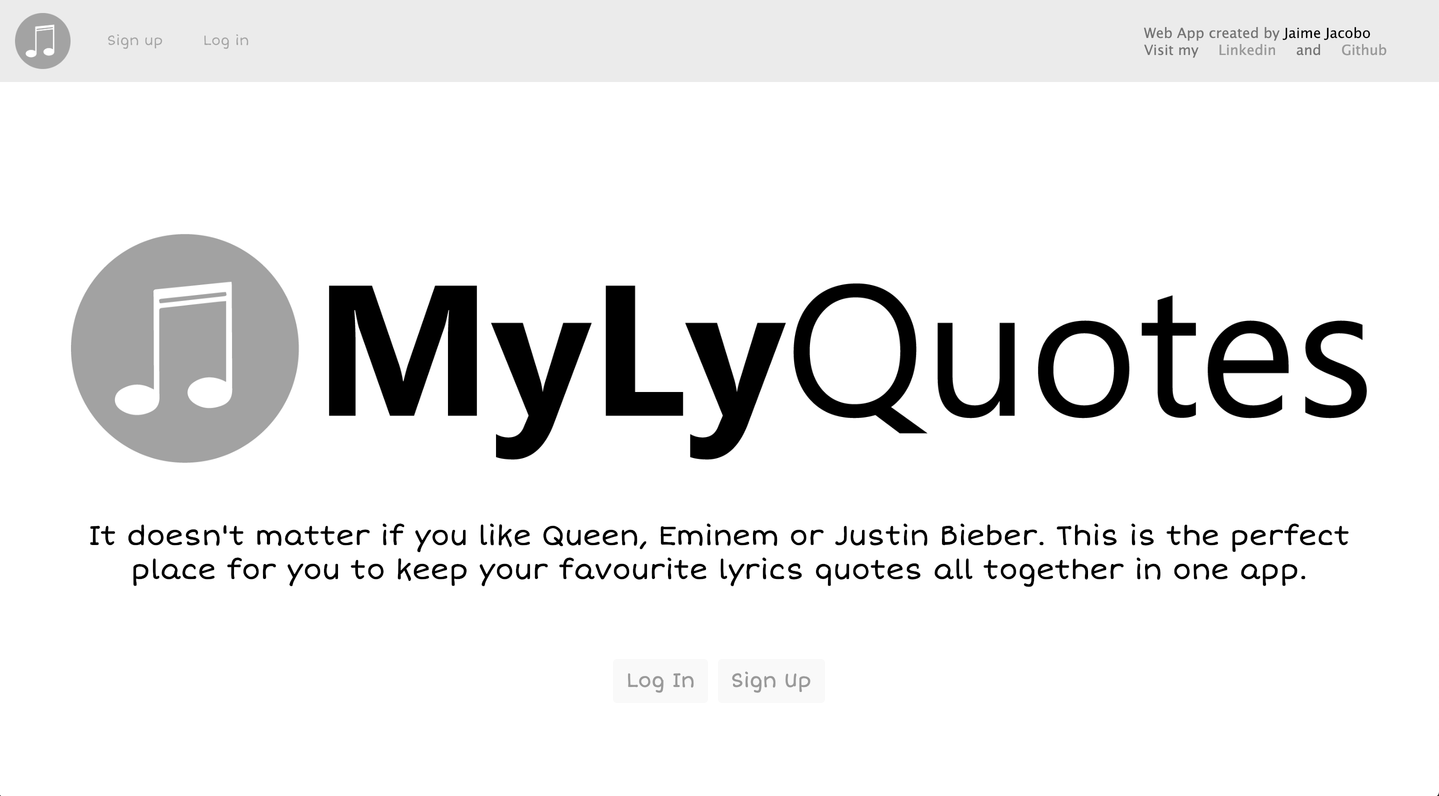 Sign up Log in
Web App created by Jaime Jacobo
Visit my Linkedin and Github
MyLyQuotes
It doesn't matter if you like Queen, Eminem or Justin Bieber. This is the perfect
place for you to keep your favourite lyrics quotes all together in one app.
Log In Sign Up